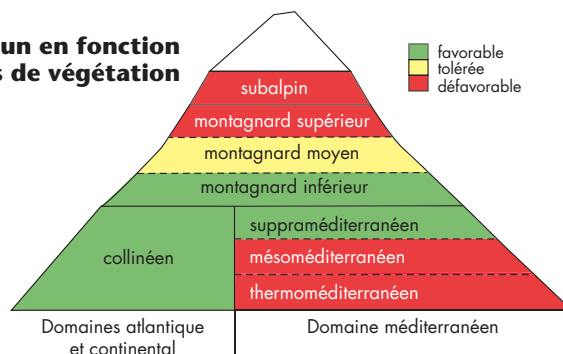 un en fonction
s de végétation
favorable
tolérée
défavorable
subalpin
montagnard supérieur
montagnard moyen
montagnard inférieur
suppraméditerranéen
collinéen
mésoméditerranéen
thermoméditerranéen
Domaines atlantique
et continental
Domaine méditerranéen